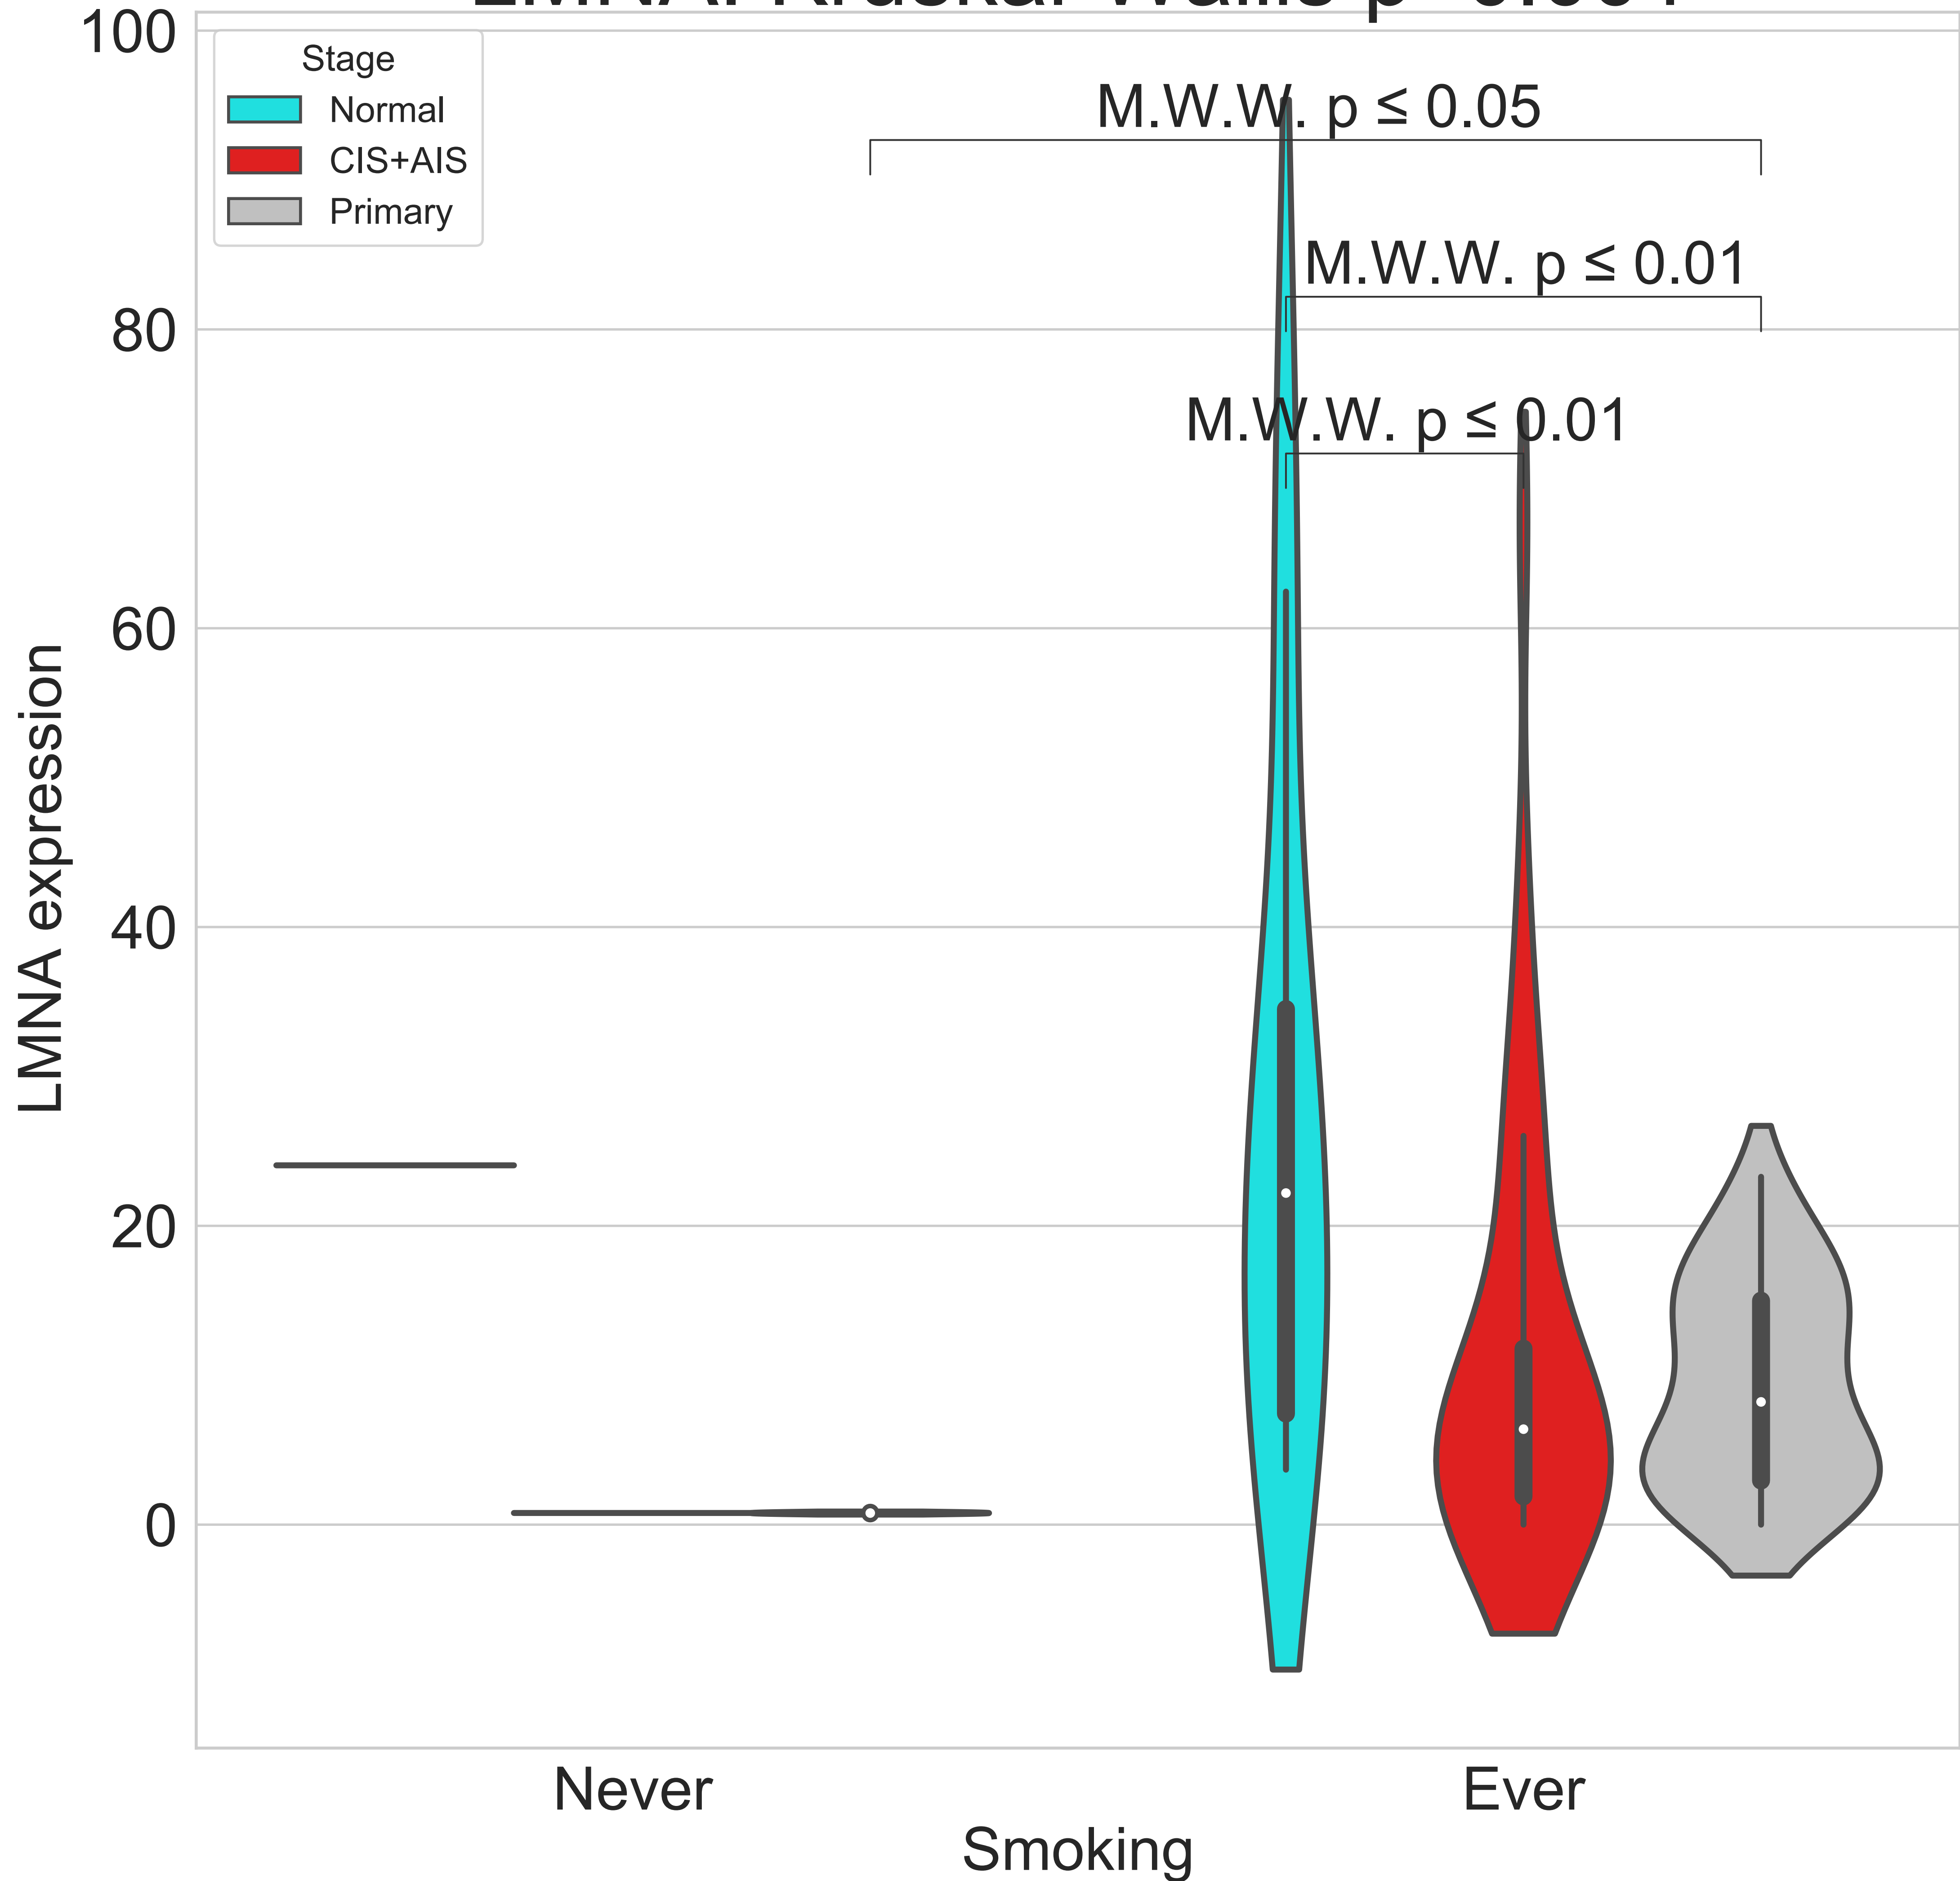 100
80
60
40
20
0
LMNA expression
Stage
Normal
CIS+AIS
Primary
M.W.W. p ≤ 0.05
M.W.W. p ≤ 0.01
M.W.W. p ≤ 0.01
Never
Ever
Smoking